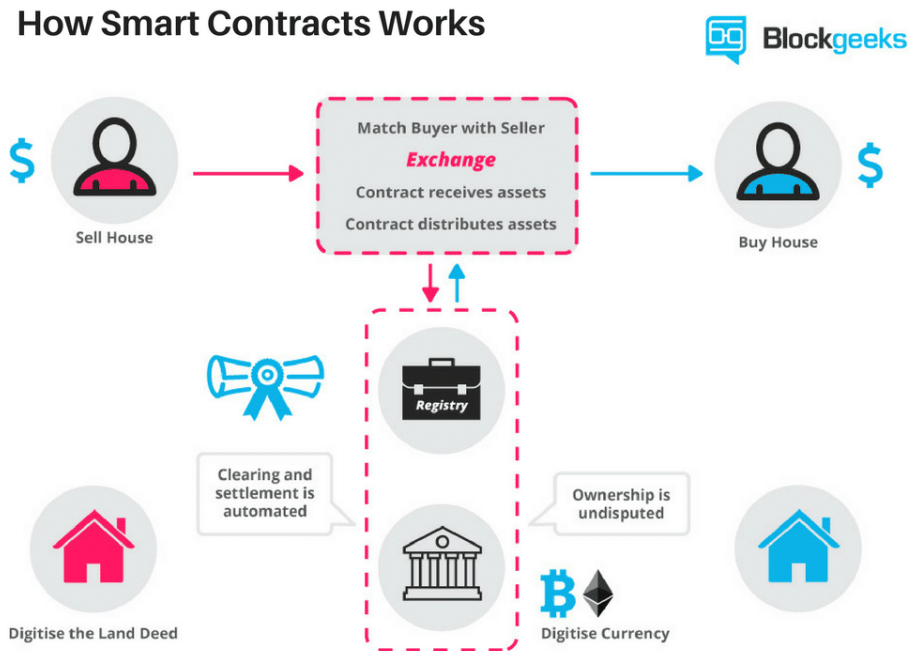 How Smart Contracts Works
Blockgeeks
Match Buyer with Seller
Exchange
Contract receives assets
Contract distributes assets
$
Sell House
$
Buy House
Registry
Clearing and
settlement is
automated
Ownership is
undisputed
Digitise the Land Deed
Digitise Currency